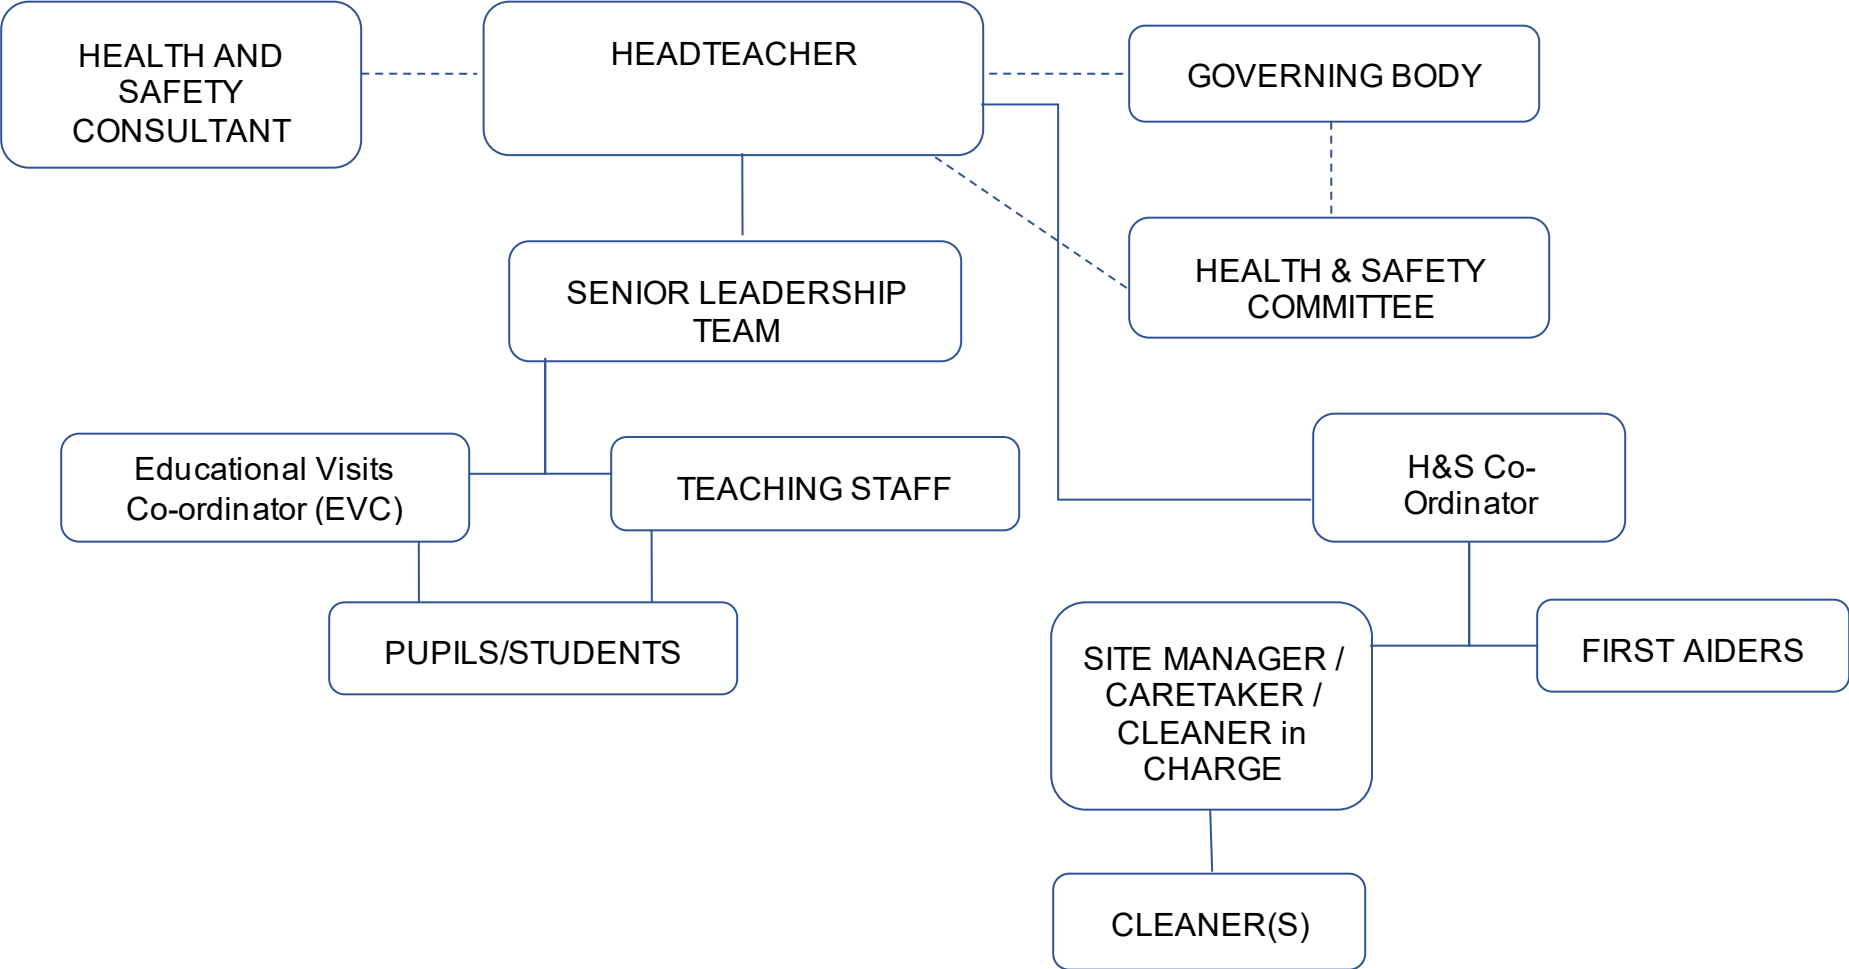 HEALTH AND
SAFETY
CONSULTANT
HEADTEACHER
GOVERNING BODY
SENIOR LEADERSHIP
TEAM
HEALTH & SAFETY
COMMITTEE
Educational Visits
Co-ordinator (EVC)
TEACHING STAFF
H&S Co-
Ordinator
PUPILS/STUDENTS
SITE MANAGER /
CARETAKER /
CLEANER in
CHARGE
FIRST AIDERS
CLEANER(S)